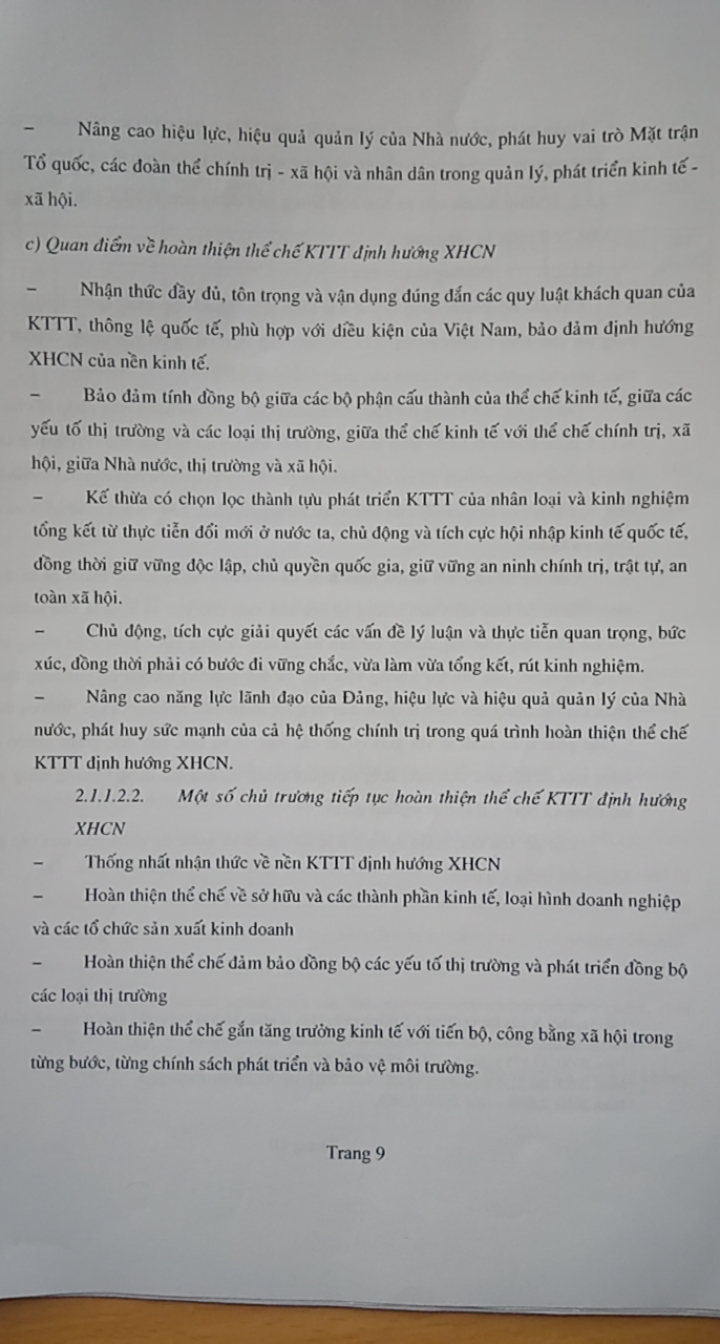 – Nâng cao hiệu lực, hiệu quả quản lý của Nhà nước, phát huy vai trò Mặt trận
Tổ quốc, các đoàn thể chính trị - xã hội và nhân dân trong quản lý, phát triển kinh tế -
xã hội.
c) Quan điểm về hoàn thiện thể chế KTTT định hướng XHCN
– Nhận thức đầy đủ, tôn trọng và vận dụng đúng đắn các quy luật khách quan của
KTTT, thông lệ quốc tế, phù hợp với điều kiện của Việt Nam, bảo đảm định hướng
XHCN của nền kinh tế.
– Bảo đảm tính đồng bộ giữa các bộ phận cấu thành của thể chế kinh tế, giữa các
yếu tố thị trường và các loại thị trường, giữa thể chế kinh tế với thể chế chính trị, xã
hội, giữa Nhà nước, thị trường và xã hội.
– Kế thừa có chọn lọc thành tựu phát triển KTTT của nhân loại và kinh nghiệm
tổng kết từ thực tiễn đổi mới ở nước ta, chủ động và tích cực hội nhập kinh tế quốc tế,
đồng thời giữ vững độc lập, chủ quyền quốc gia, giữ vững an ninh chính trị, trật tự, an
toàn xã hội.
– Chủ động, tích cực giải quyết các vấn đề lý luận và thực tiễn quan trọng, bức
xúc, đồng thời phải có bước đi vững chắc, vừa làm vừa tổng kết, rút kinh nghiệm.
– Nâng cao năng lực lãnh đạo của Đảng, hiệu lực và hiệu quả quản lý của Nhà
nước, phát huy sức mạnh của cả hệ thống chính trị trong quá trình hoàn thiện thể chế
KTTT định hướng XHCN.
2.1.1.2.2. Một số chủ trương tiếp tục hoàn thiện thể chế KTTT định hướng
XHCN
– Thống nhất nhận thức về nền KTTT định hướng XHCN
– Hoàn thiện thể chế về sở hữu và các thành phần kinh tế, loại hình doanh nghiệp
và các tổ chức sản xuất kinh doanh
– Hoàn thiện thể chế đảm bảo đồng bộ các yếu tố thị trường và phát triển đồng bộ
các loại thị trường
– Hoàn thiện thể chế gắn tăng trưởng kinh tế với tiến bộ, công bằng xã hội trong
từng bước, từng chính sách phát triển và bảo vệ môi trường.
Trang 9